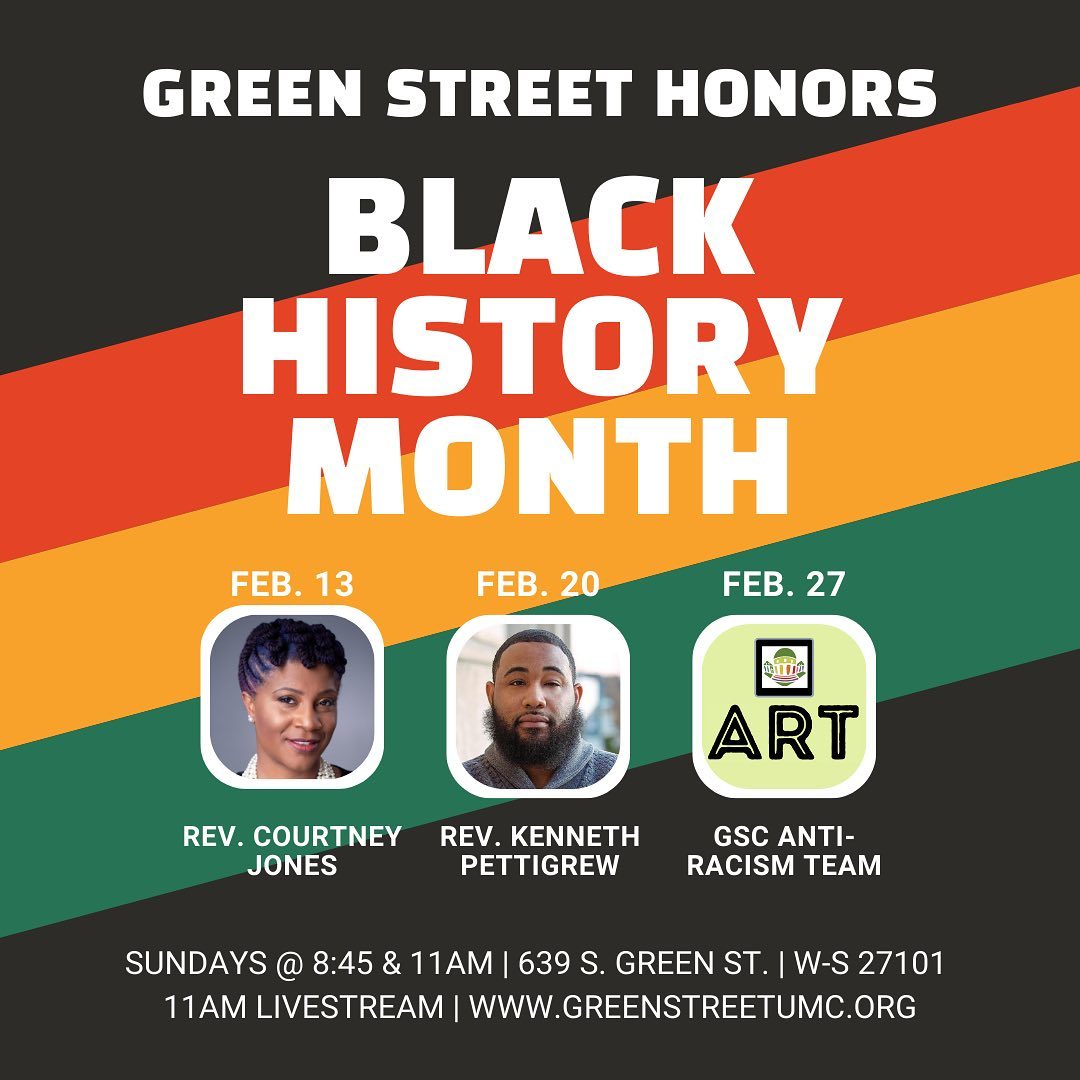 GREEN STREET HONORS
BLACK
HISTORY
MONTH
FEB. 13
FEB. 20
FEB. 27
ART
REV. COURTNEY
JONES
REV. KENNETH
PETTIGREW
GSC ANTI-
RACISM TEAM
SUNDAYS @ 8:45 & 11AM | 639 S. GREEN ST. | W-S 27101
11AM LIVESTREAM | WWW.GREENSTREETUMC.ORG